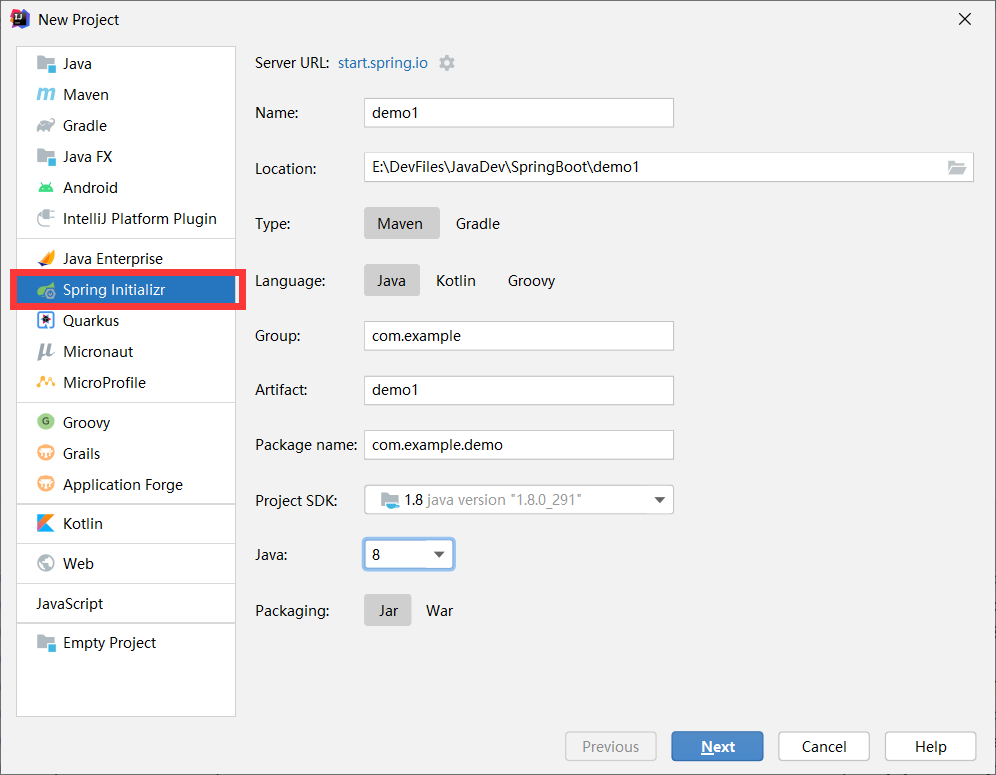 New Project
Java
Maven
Gradle
Java FX
Android
IntelliJ Platform Plugin
Java Enterprise
Spring Initializr
Quarkus
Micronaut
MicroProfile
Groovy
Grails
Application Forge
Kotlin
Web
JavaScript
Empty Project
Server URL: start.spring.io
Name: demo1
Location: E:\DevFiles\JavaDev\SpringBoot\demo1
Type: Maven Gradle
Language: Java Kotlin Groovy
Group: com.example
Artifact: demo1
Package name: com.example.demo
Project SDK: 1.8 java version "1.8.0_291"
Java: 8
Packaging: Jar War
Previous Next Cancel Help